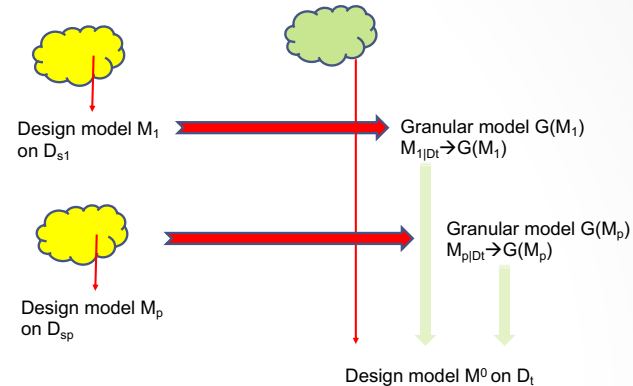 Design model M₁
on Dₛ₁
Granular model G(M₁)
M₁|Dt→G(M₁)
Granular model G(Mₚ)
Mₚ|Dt→G(Mₚ)
Design model Mₚ
on Dₛₚ
Design model M⁰ on Dₜ